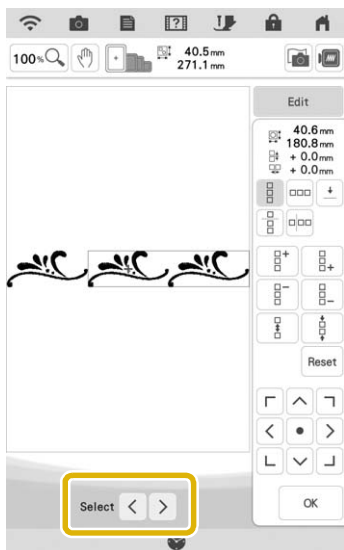 100% 40.5 mm
271.1 mm
Edit
40.6 mm
180.8 mm
+ 0.0 mm
+ 0.0 mm
Reset
Select
OK